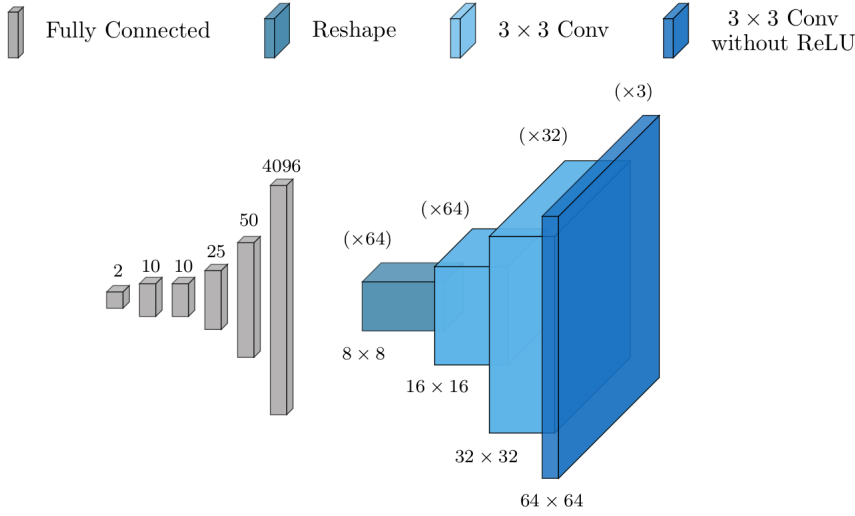 Fully Connected
Reshape
3 × 3 Conv
3 × 3 Conv
without ReLU
(×3)
(×32)
4096
(×64)
50
(×64)
25
10
10
2
8 × 8
16 × 16
32 × 32
64 × 64